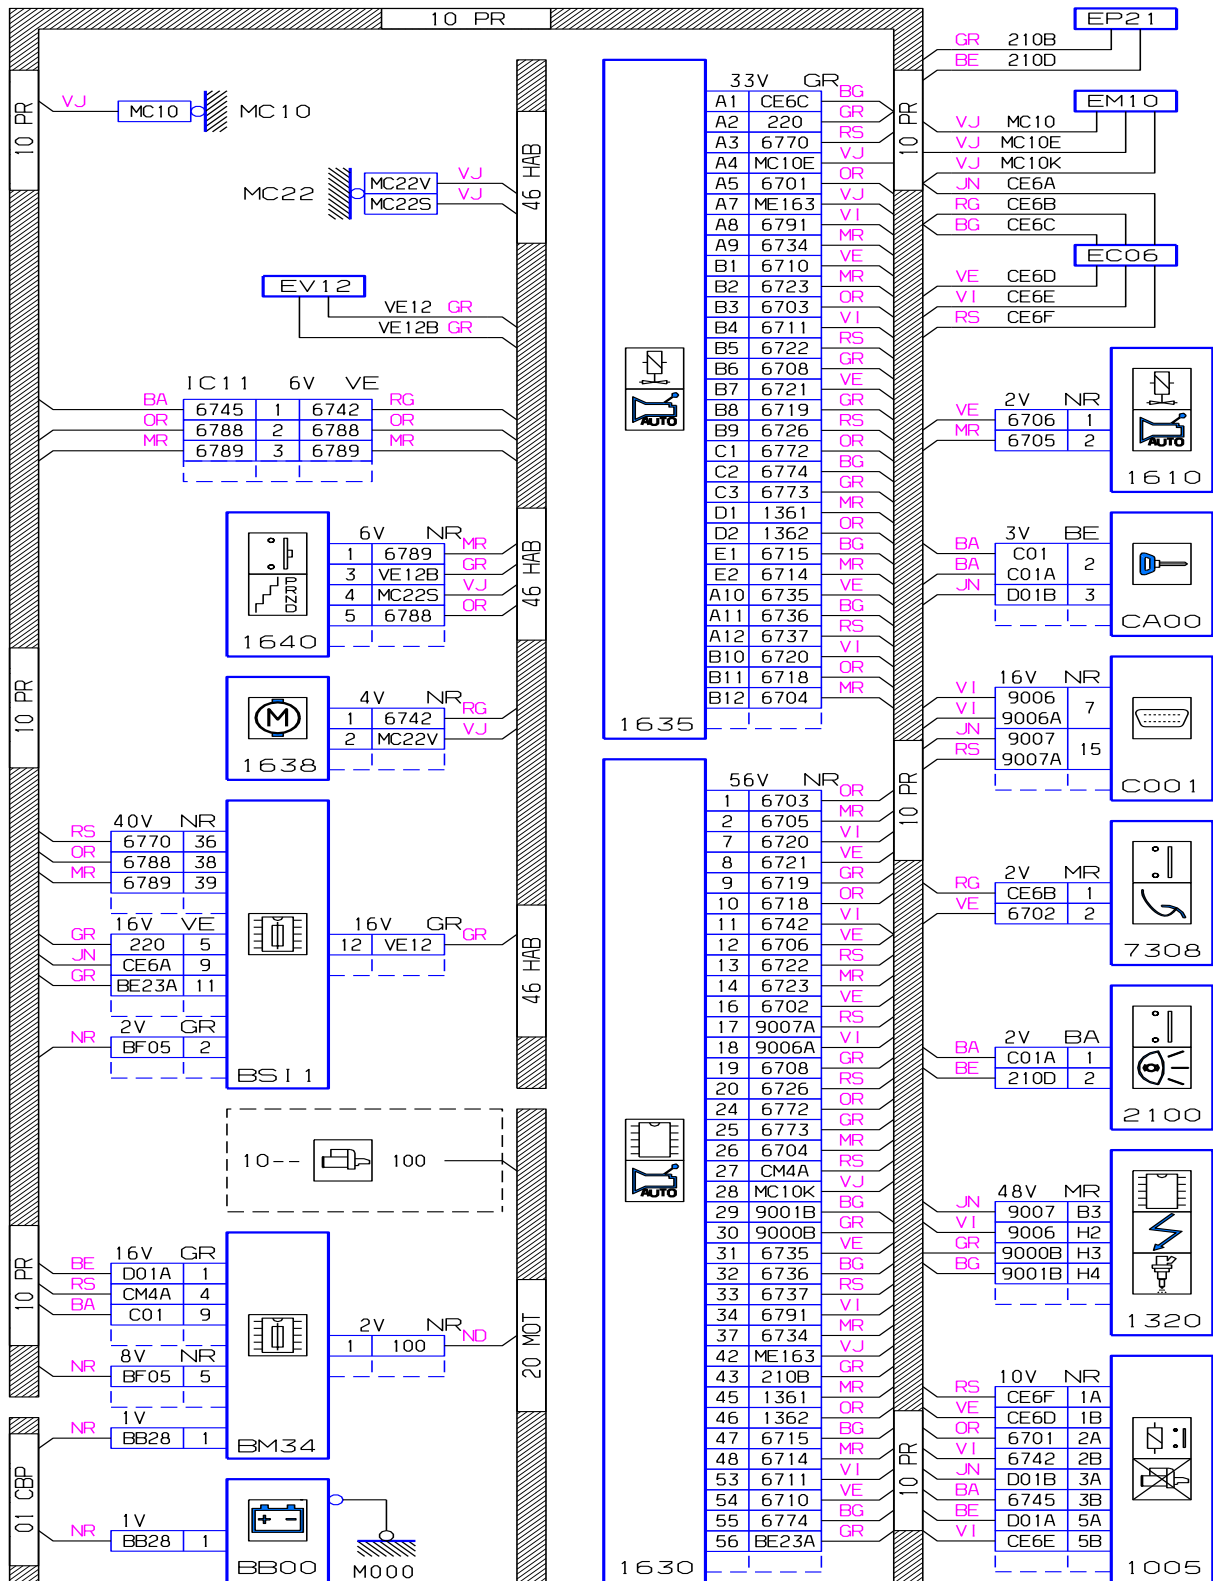 10 PR
10 PR
VJ MC10 MC10
46 HAB
MC22 MC22V VJ
MC22S VJ
EV12
VE12 GR
VE12B GR
IC11 6V VE
BA 6745 1 6742 RG
OR 6788 2 6788 OR
MR 6789 3 6789 MR
6V NR
1 6789 MR
3 VE12B GR
4 MC22S VJ
5 6788 OR
PRND
1640
46 HAB
10 PR
4V NR
1 6742 RG
2 MC22V VJ
M
1638
40V NR
RS 6770 36
OR 6788 38
MR 6789 39
16V VE
GR 220 5
JN CE6A 9
GR BE23A 11
2V GR
NR BF05 2
16V GR
12 VE12 GR
BSI1
46 HAB
10-- 100
10 PR
16V GR
BE D01A 1
RS CM4A 4
BA C01 9
8V NR
NR BF05 5
1V
NR BB28 1
2V NR
1 100 ND
BM34
20 MOT
01 CBP
1V
NR BB28 1
+ -
BB00
M000
33V GR
A1 CE6C BG
A2 220 GR
A3 6770 RS
A4 MC10E VJ
A5 6701 OR
A7 ME163 VJ
A8 6791 VI
A9 6734 MR
B1 6710 VE
B2 6723 MR
B3 6703 OR
B4 6711 VI
B5 6722 RS
B6 6708 GR
B7 6721 VE
B8 6719 GR
B9 6726 RS
C1 6772 OR
C2 6774 BG
C3 6773 GR
D1 1361 MR
D2 1362 OR
E1 6715 BG
E2 6714 MR
A10 6735 VE
A11 6736 BG
A12 6737 RS
B10 6720 VI
B11 6718 OR
B12 6704 MR
AUTO
1635
56V NR
1 6703 OR
2 6705 MR
7 6720 VI
8 6721 VE
9 6719 GR
10 6718 OR
11 6742 VI
12 6706 VE
13 6722 RS
14 6723 MR
16 6702 VE
17 9007A RS
18 9006A VI
19 6708 GR
20 6726 RS
24 6772 OR
25 6773 GR
26 6704 MR
27 CM4A RS
28 MC10K VJ
29 9001B BG
30 9000B GR
31 6735 VE
32 6736 BG
33 6737 RS
34 6791 VI
37 6734 MR
42 ME163 VJ
43 210B GR
45 1361 MR
46 1362 OR
47 6715 BG
48 6714 MR
53 6711 VI
54 6710 VE
55 6774 BG
56 BE23A GR
AUTO
1630
10 PR
10 PR
10 PR
EP21
GR 210B
BE 210D
EM10
VJ MC10
VJ MC10E
VJ MC10K
JN CE6A
RG CE6B
BG CE6C
EC06
VE CE6D
VI CE6E
RS CE6F
2V NR
VE 6706 1
MR 6705 2
AUTO
1610
3V BE
BA C01 2
BA C01A
JN D01B 3
CA00
16V NR
VI 9006 7
VI 9006A
JN 9007 15
RS 9007A
C001
2V MR
RG CE6B 1
VE 6702 2
7308
2V BA
BA C01A 1
BE 210D 2
2100
48V MR
JN 9007 B3
VI 9006 H2
GR 9000B H3
BG 9001B H4
1320
10V NR
RS CE6F 1A
VE CE6D 1B
OR 6701 2A
VI 6742 2B
JN D01B 3A
BA 6745 3B
BE D01A 5A
VI CE6E 5B
1005